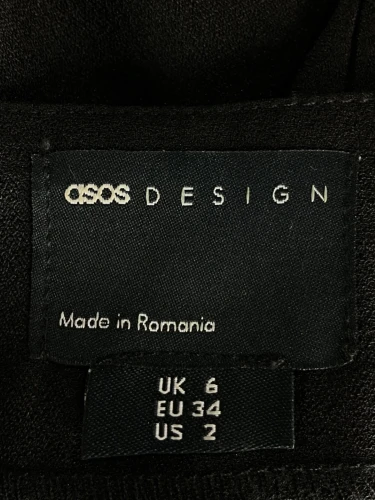 asos DESIGN
Made in Romania
UK 6
EU 34
US 2